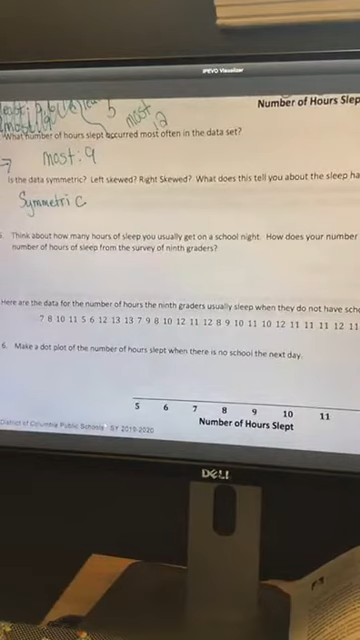 IPEVO Visualizer
Number of Hours Slep
5 most 12
What number of hours slept occurred most often in the data set?
most: 9
Is the data symmetric? Left skewed? Right Skewed? What does this tell you about the sleep ha
Symmetric
Think about how many hours of sleep you usually get on a school night. How does your number
number of hours of sleep from the survey of ninth graders?
Here are the data for the number of hours the ninth graders usually sleep when they do not have scho
7 8 10 11 5 6 12 13 13 7 9 8 10 12 11 12 8 9 10 11 10 12 11 11 11 12 11
6. Make a dot plot of the number of hours slept when there is no school the next day.
5 6 7 8 9 10 11
Number of Hours Slept
District of Columbia Public Schools SY 2019-2020
DELL